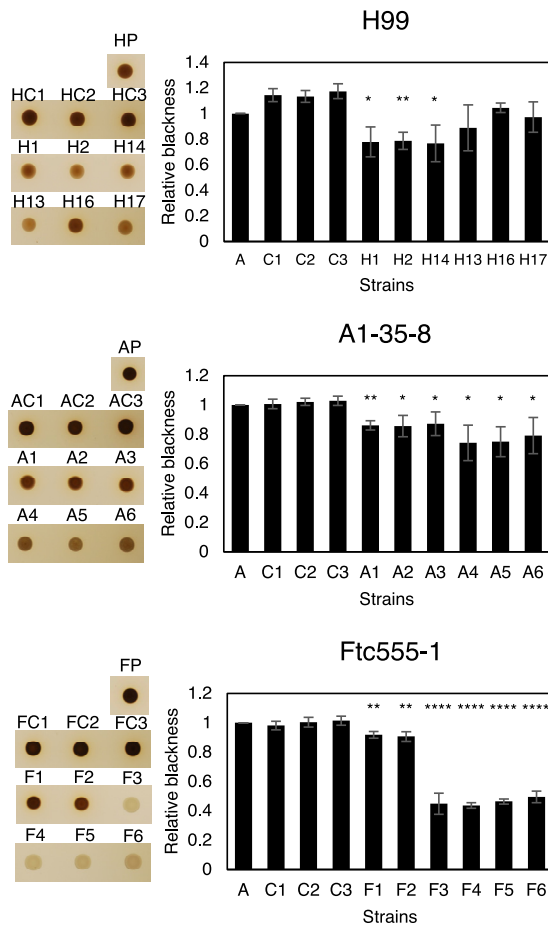 H99
HP
HC1 HC2 HC3
H1 H2 H14
H13 H16 H17
Relative blackness
1.4
1.2
1
0.8
0.6
0.4
0.2
0
* ** *
A C1 C2 C3 H1 H2 H14 H13 H16 H17
Strains
A1-35-8
AP
AC1 AC2 AC3
A1 A2 A3
A4 A5 A6
Relative blackness
1.2
1
0.8
0.6
0.4
0.2
0
** * * * * *
A C1 C2 C3 A1 A2 A3 A4 A5 A6
Strains
Ftc555-1
FP
FC1 FC2 FC3
F1 F2 F3
F4 F5 F6
Relative blackness
1.2
1
0.8
0.6
0.4
0.2
0
** ** **** **** **** ****
A C1 C2 C3 F1 F2 F3 F4 F5 F6
Strains